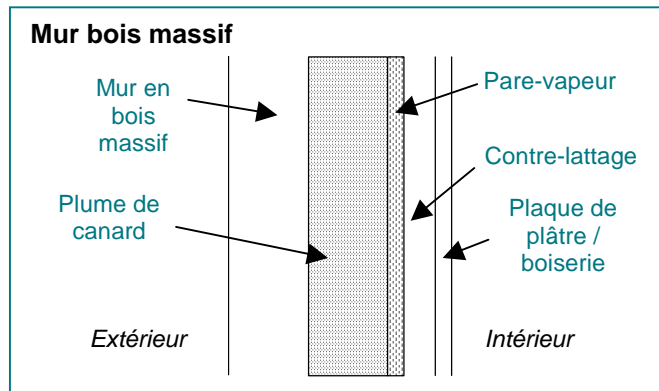 Mur bois massif
Mur en
bois
massif
Pare-vapeur
Contre-lattage
Plume de
canard
Plaque de
plâtre /
boiserie
Extérieur
Intérieur